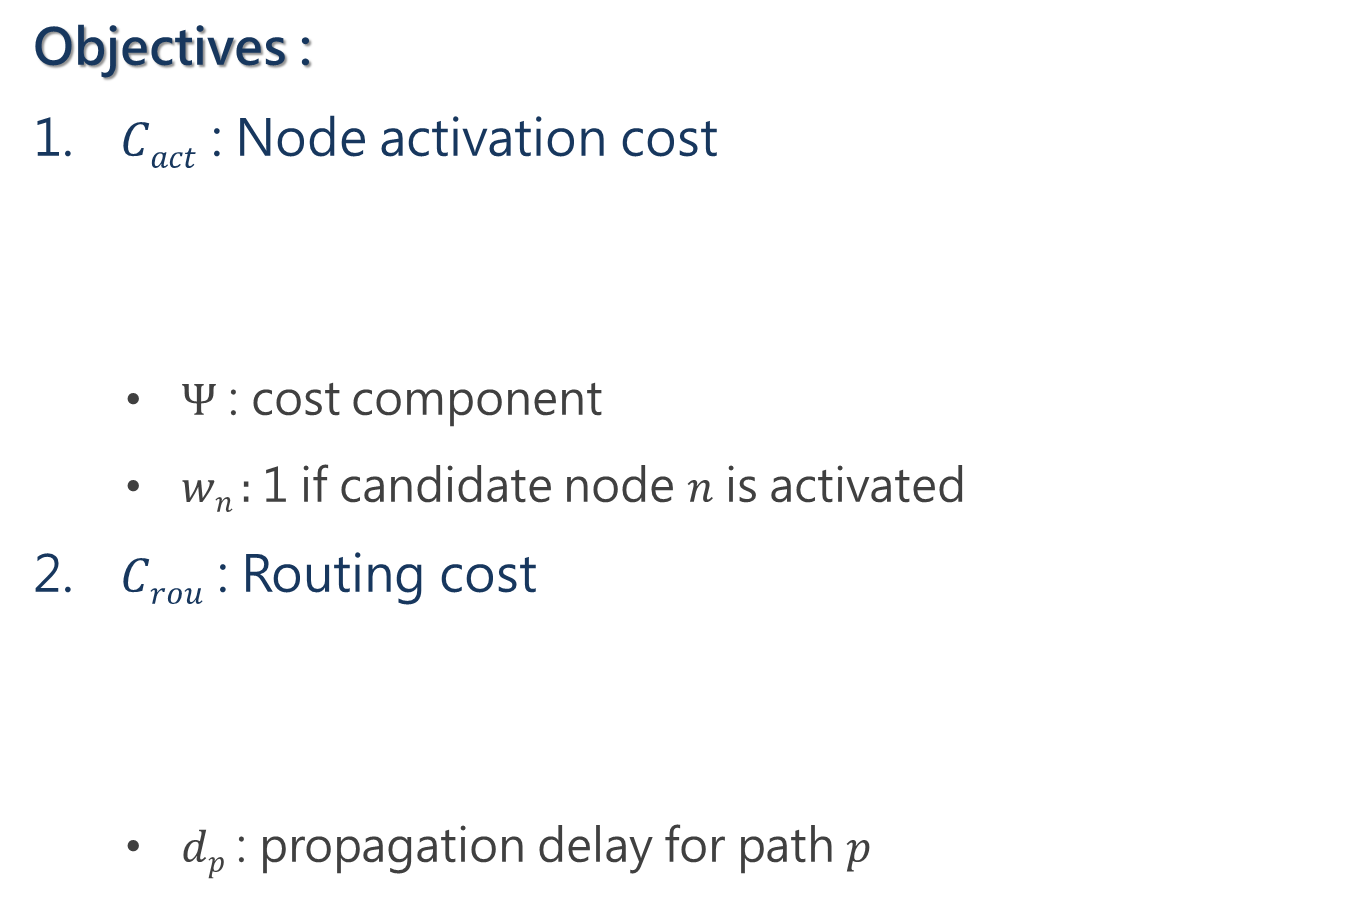 Objectives :
1. C_act : Node activation cost
• Ψ : cost component
• w_n : 1 if candidate node n is activated
2. C_rou : Routing cost
• d_p : propagation delay for path p